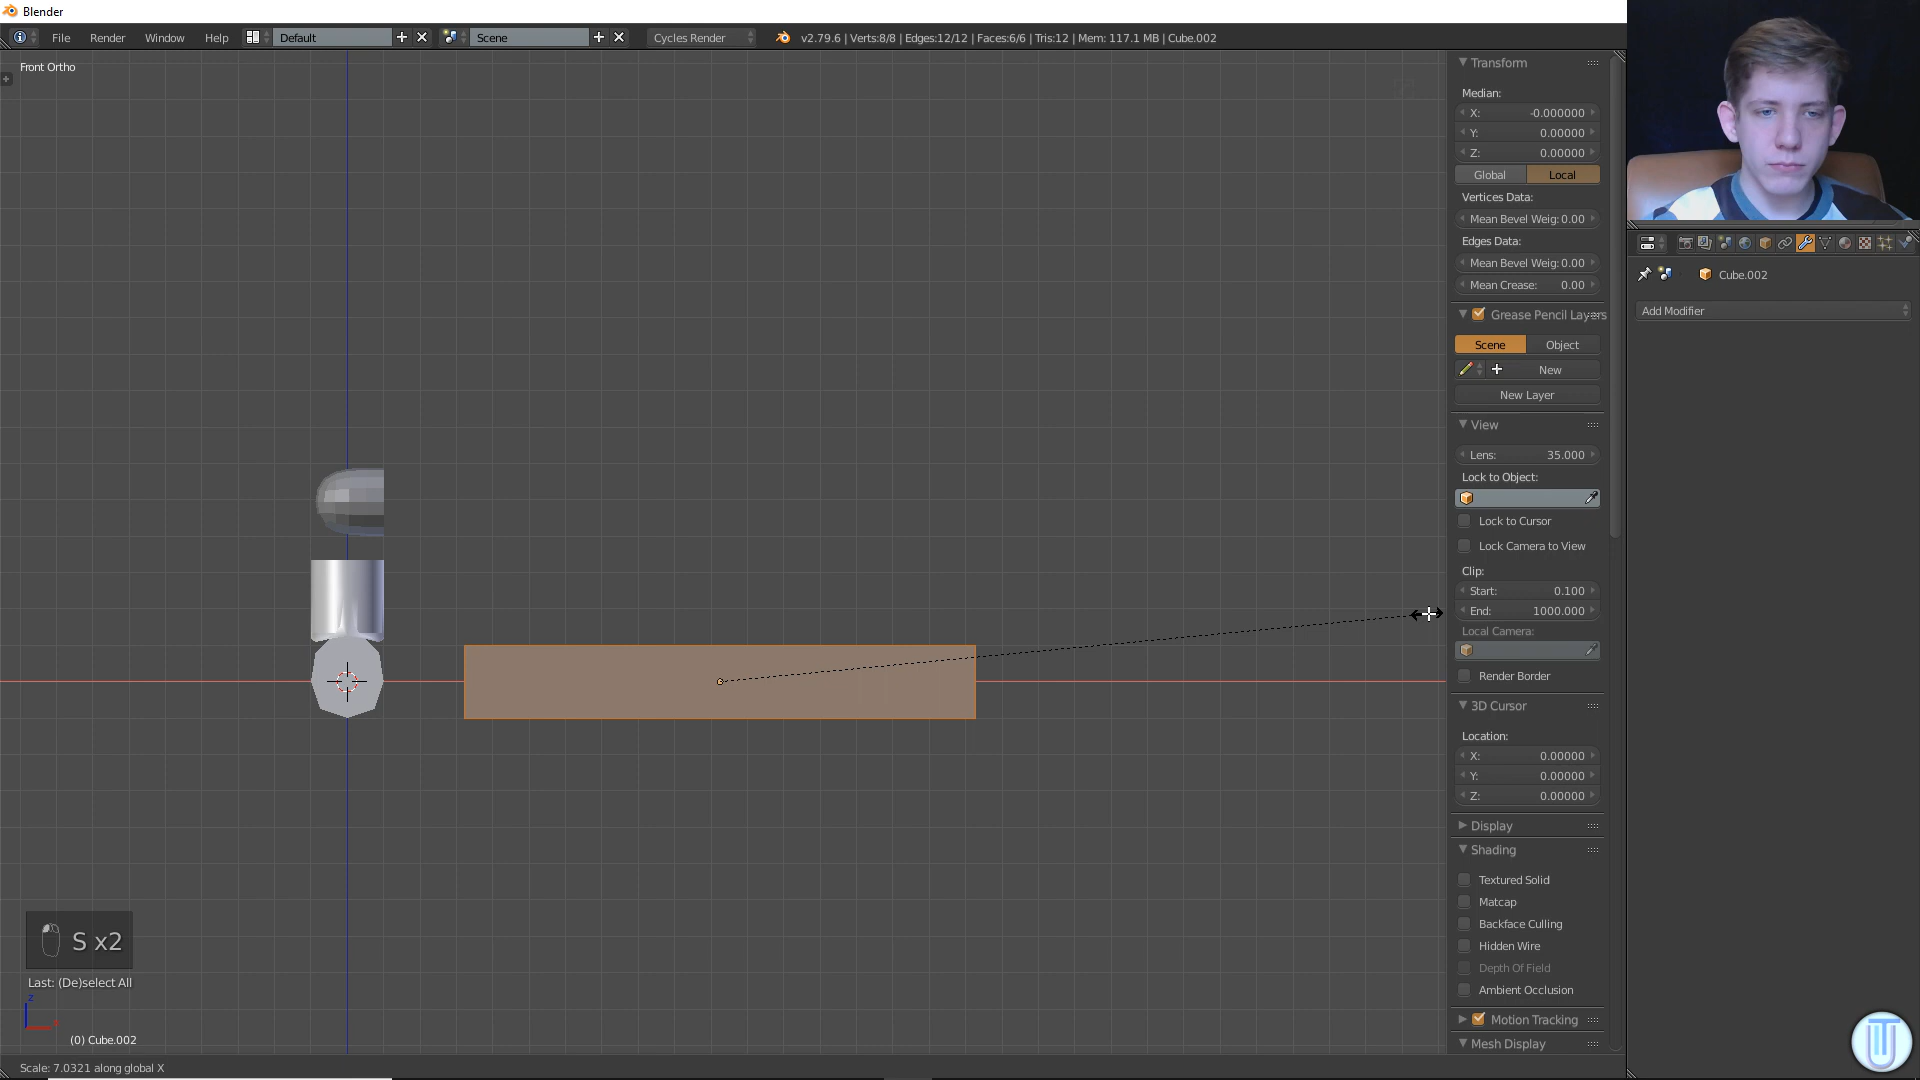 Blender
File Render Window Help Default Scene Cycles Render v2.79.6 | Verts:8/8 | Edges:12/12 | Faces:6/6 | Tris:12 | Mem: 117.1 MB | Cube.002
Front Ortho
Transform
Median:
X: -0.000000
Y: 0.00000
Z: 0.00000
Global Local
Vertices Data:
Mean Bevel Weig: 0.00
Edges Data:
Mean Bevel Weig: 0.00
Mean Crease: 0.00
Grease Pencil Layers
Scene Object
New
New Layer
View
Lens: 35.000
Lock to Object:
Lock to Cursor
Lock Camera to View
Clip:
Start: 0.100
End: 1000.000
Local Camera:
Render Border
3D Cursor
Location:
X: 0.00000
Y: 0.00000
Z: 0.00000
Display
Shading
Textured Solid
Matcap
Backface Culling
Hidden Wire
Depth Of Field
Ambient Occlusion
Motion Tracking
Mesh Display
Cube.002
Add Modifier
S x2
Last: (De)select All
z
x
(0) Cube.002
Scale: 7.0321 along global X